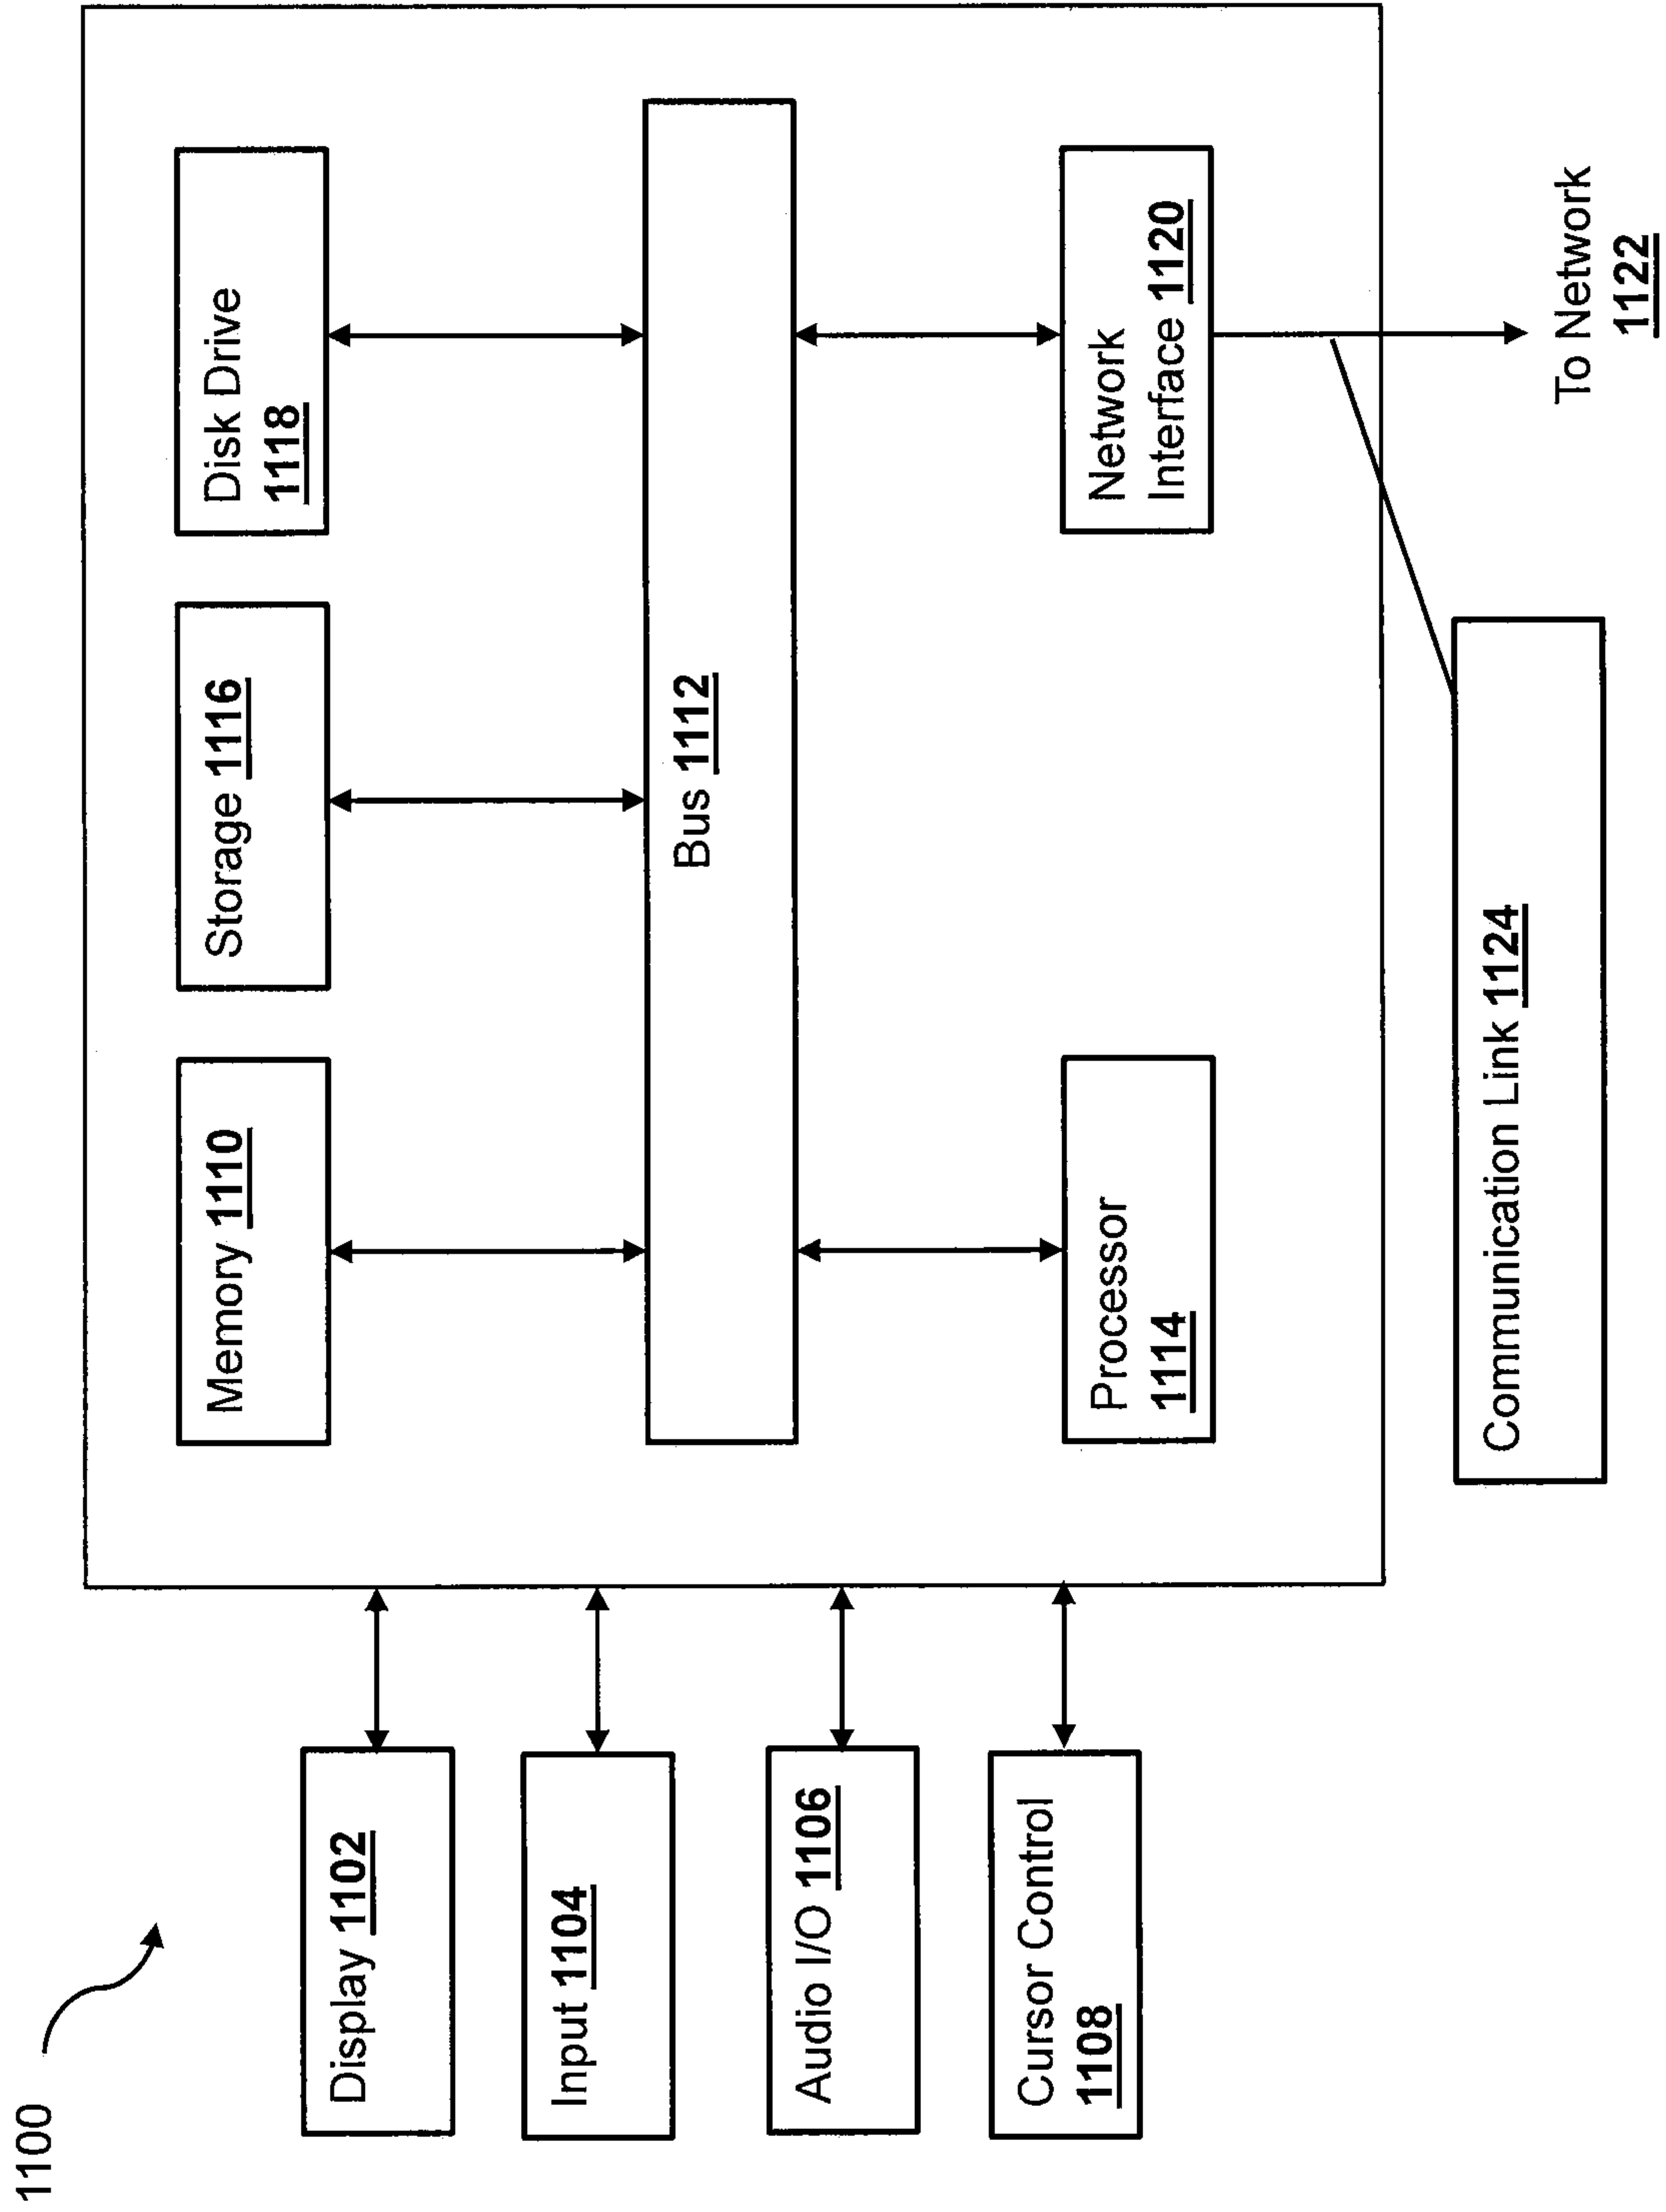 1100
Display 1102
Input 1104
Audio I/O 1106
Cursor Control
1108
Memory 1110
Storage 1116
Disk Drive
1118
Bus 1112
Processor
1114
Network
Interface 1120
Communication Link 1124
To Network
1122